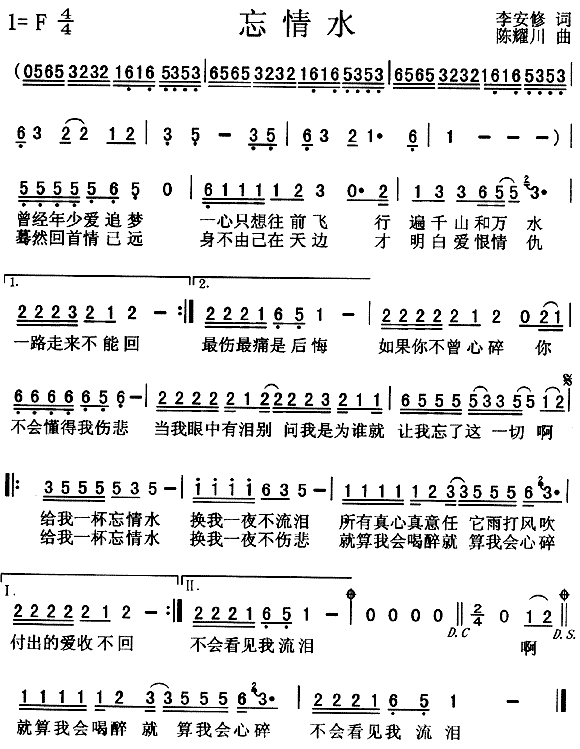 1= F 4/4 忘情水 李安修 词
陈耀川 曲
(0565 3232 1616 5353 | 6565 3232 1616 5353 | 6565 3232 1616 5353
6 3 2 2 1 2 | 3 5 - 3 5 | 6 3 2 1· 6 | 1 - - - ) |
5 5 5 5 5 6 5 0 | 6 1 1 1 1 2 3 0·2 | 1 3 3 6 5 5 3·
曾经年少爱追梦 一心只想往前飞 行 遍千山和万水
蓦然回首情已远 身不由己在天边 才 明白爱恨情仇
1. 2.
2 2 2 3 2 1 2 - :| 2 2 2 1 6 5 1 - | 2 2 2 2 2 1 2 0 2 1
一路走来不能回 最伤最痛是后悔 如果你不曾心碎 你
6 6 6 6 6 5 6 - | 2 2 2 2 2 1 2 2 2 2 3 2 1 1 | 6 5 5 5 5 3 3 5 5 1 2
不会懂得我伤悲 当我眼中有泪别 问我是为谁就 让我忘了这 一切 啊
|: 3 5 5 5 5 3 5 - | 1 1 1 1 6 3 5 - | 1 1 1 1 1 2 3 3 5 5 5 6 3·
给我一杯忘情水 换我一夜不流泪 所有真心真意任 它雨打风吹
给我一杯忘情水 换我一夜不伤悲 就算我会喝醉就 算我会心碎
I. II.
2 2 2 2 2 1 2 - :| 2 2 2 1 6 5 1 - | 0 0 0 0 || 2/4 0 1 2 ||
D.C D.S.
付出的爱收不回 不会看见我流泪 啊
1 1 1 1 1 2 3 3 5 5 5 6 3· | 2 2 2 1 6 5 | 1 - - - ||
就算我会喝醉 就 算我会心碎 不会看见我 流 泪